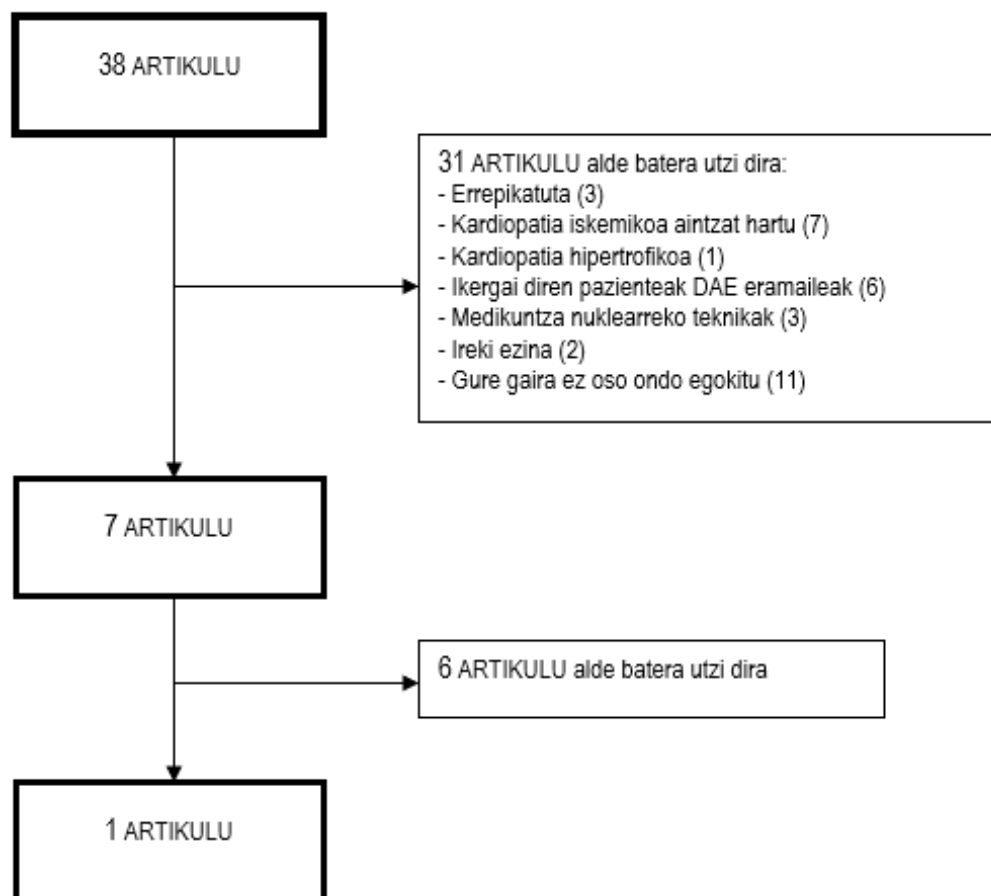 38 ARTIKULU
31 ARTIKULU alde batera utzi dira:
- Errepikatuta (3)
- Kardiopatia iskemikoa aintzat hartu (7)
- Kardiopatia hipertrofikoa (1)
- Ikergai diren pazienteak DAE eramaileak (6)
- Medikuntza nuklearreko teknikak (3)
- Ireki ezina (2)
- Gure gaira ez oso ondo egokitu (11)
7 ARTIKULU
6 ARTIKULU alde batera utzi dira
1 ARTIKULU